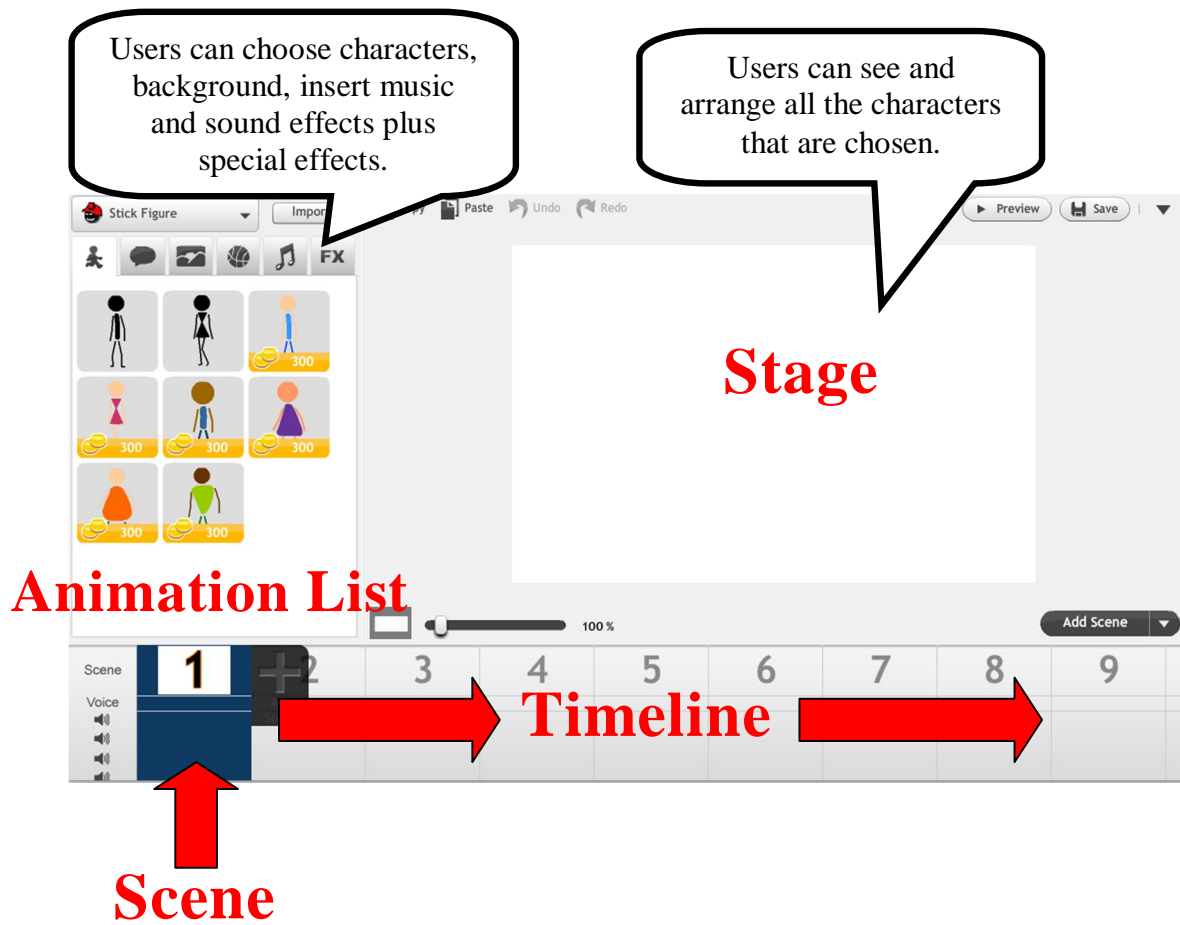 Users can choose characters,
background, insert music
and sound effects plus
special effects.
Users can see and
arrange all the characters
that are chosen.
Stick Figure
Paste
Undo
Redo
Preview
Save
FX
300
300
300
300
300
300
Stage
Animation List
100 %
Add Scene
Scene
1
2
3
4
5
6
7
8
9
Voice
Timeline
Scene